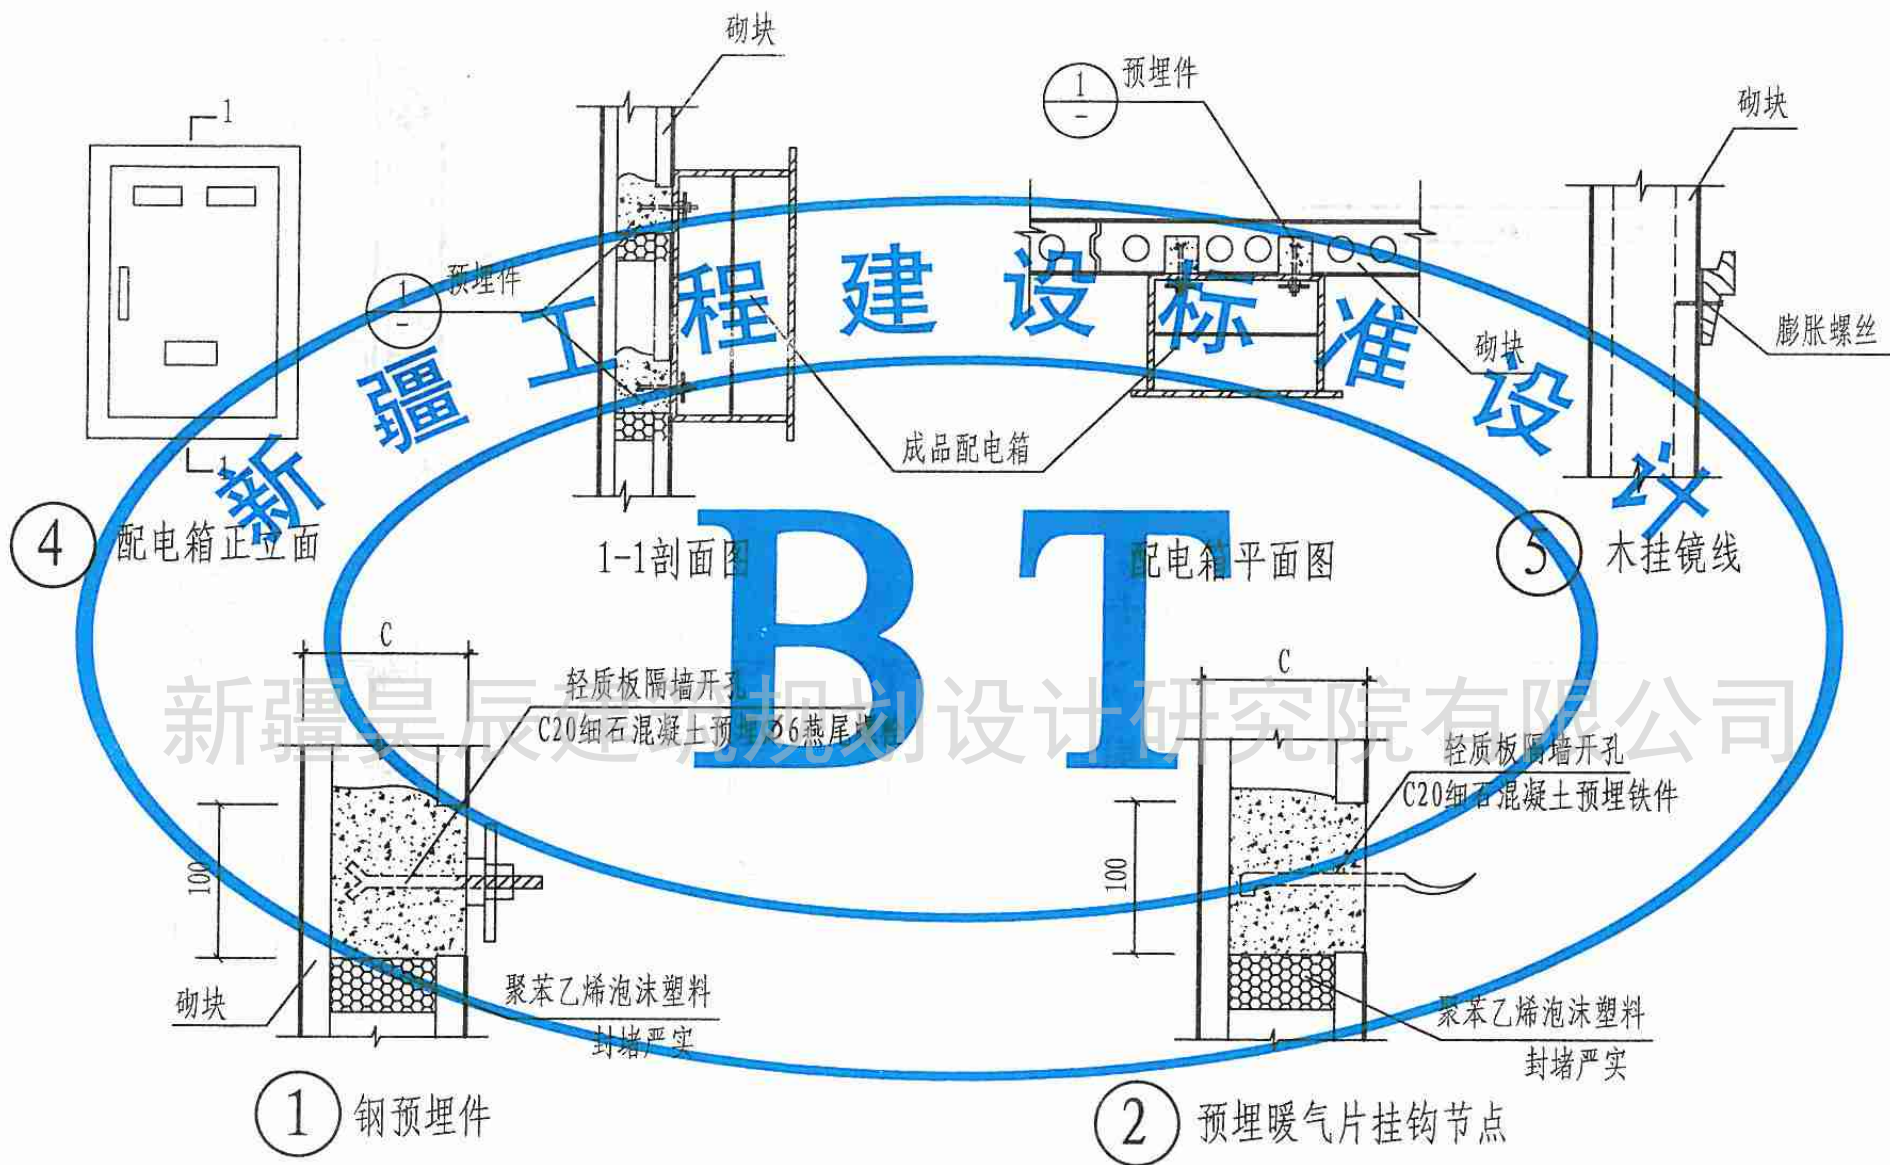 砌块
1
-
预埋件
砌块
1
1
-
预埋件
砌块
膨胀螺丝
成品配电箱
1
4
配电箱正立面
1-1剖面图
配电箱平面图
5
木挂镜线
新疆工程建设标准设计
BT
C
轻质板隔墙开孔
C20细石混凝土预埋Φ6燕尾螺栓
C
轻质板隔墙开孔
C20细石混凝土预埋铁件
新疆昊辰建筑规划设计研究院有限公司
100
100
砌块
聚苯乙烯泡沫塑料
封堵严实
聚苯乙烯泡沫塑料
封堵严实
1
钢预埋件
2
预埋暖气片挂钩节点